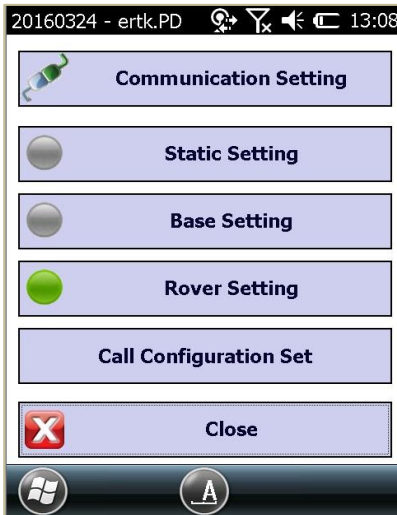 20160324 - ertk.PD 13:08
Communication Setting
Static Setting
Base Setting
Rover Setting
Call Configuration Set
Close
A